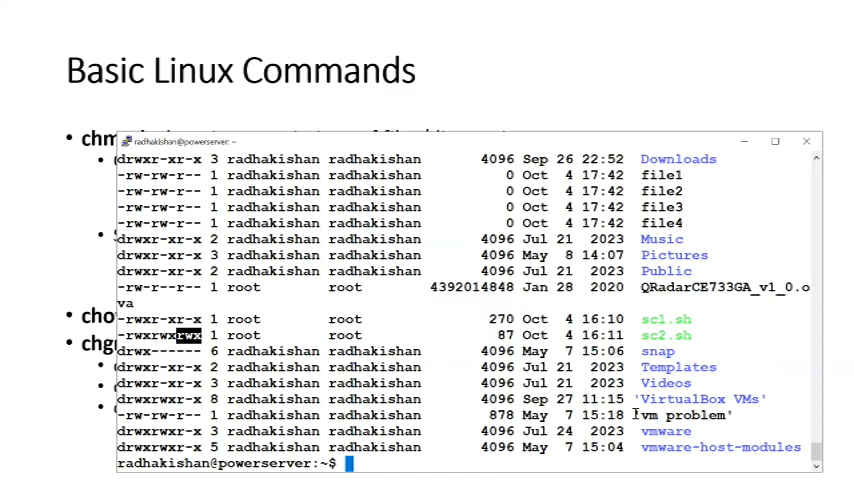 Basic Linux Commands
radhakishan@powerserver: ~
drwxr-xr-x 3 radhakishan radhakishan 4096 Sep 26 22:52 Downloads
-rw-rw-r-- 1 radhakishan radhakishan 0 Oct 4 17:42 file1
-rw-rw-r-- 1 radhakishan radhakishan 0 Oct 4 17:42 file2
-rw-rw-r-- 1 radhakishan radhakishan 0 Oct 4 17:42 file3
-rw-rw-r-- 1 radhakishan radhakishan 0 Oct 4 17:42 file4
drwxr-xr-x 2 radhakishan radhakishan 4096 Jul 21 2023 Music
drwxr-xr-x 3 radhakishan radhakishan 4096 May 8 14:07 Pictures
drwxr-xr-x 2 radhakishan radhakishan 4096 Jul 21 2023 Public
-rw-r--r-- 1 root root 4392014848 Jan 28 2020 QRadarCE733GA_v1_0.o
va
-rwxr-xr-x 1 root root 270 Oct 4 16:10 sc1.sh
-rwxrwxrwx 1 root root 87 Oct 4 16:11 sc2.sh
drwx------ 6 radhakishan radhakishan 4096 May 7 15:06 snap
drwxr-xr-x 2 radhakishan radhakishan 4096 Jul 21 2023 Templates
drwxr-xr-x 3 radhakishan radhakishan 4096 Jul 21 2023 Videos
drwxrwxr-x 8 radhakishan radhakishan 4096 Sep 27 11:15 'VirtualBox VMs'
-rw-rw-r-- 1 radhakishan radhakishan 878 May 7 15:18 'vm problem'
drwxrwxr-x 3 radhakishan radhakishan 4096 Jul 24 2023 vmware
drwxrwxr-x 5 radhakishan radhakishan 4096 May 7 15:04 vmware-host-modules
radhakishan@powerserver:~$